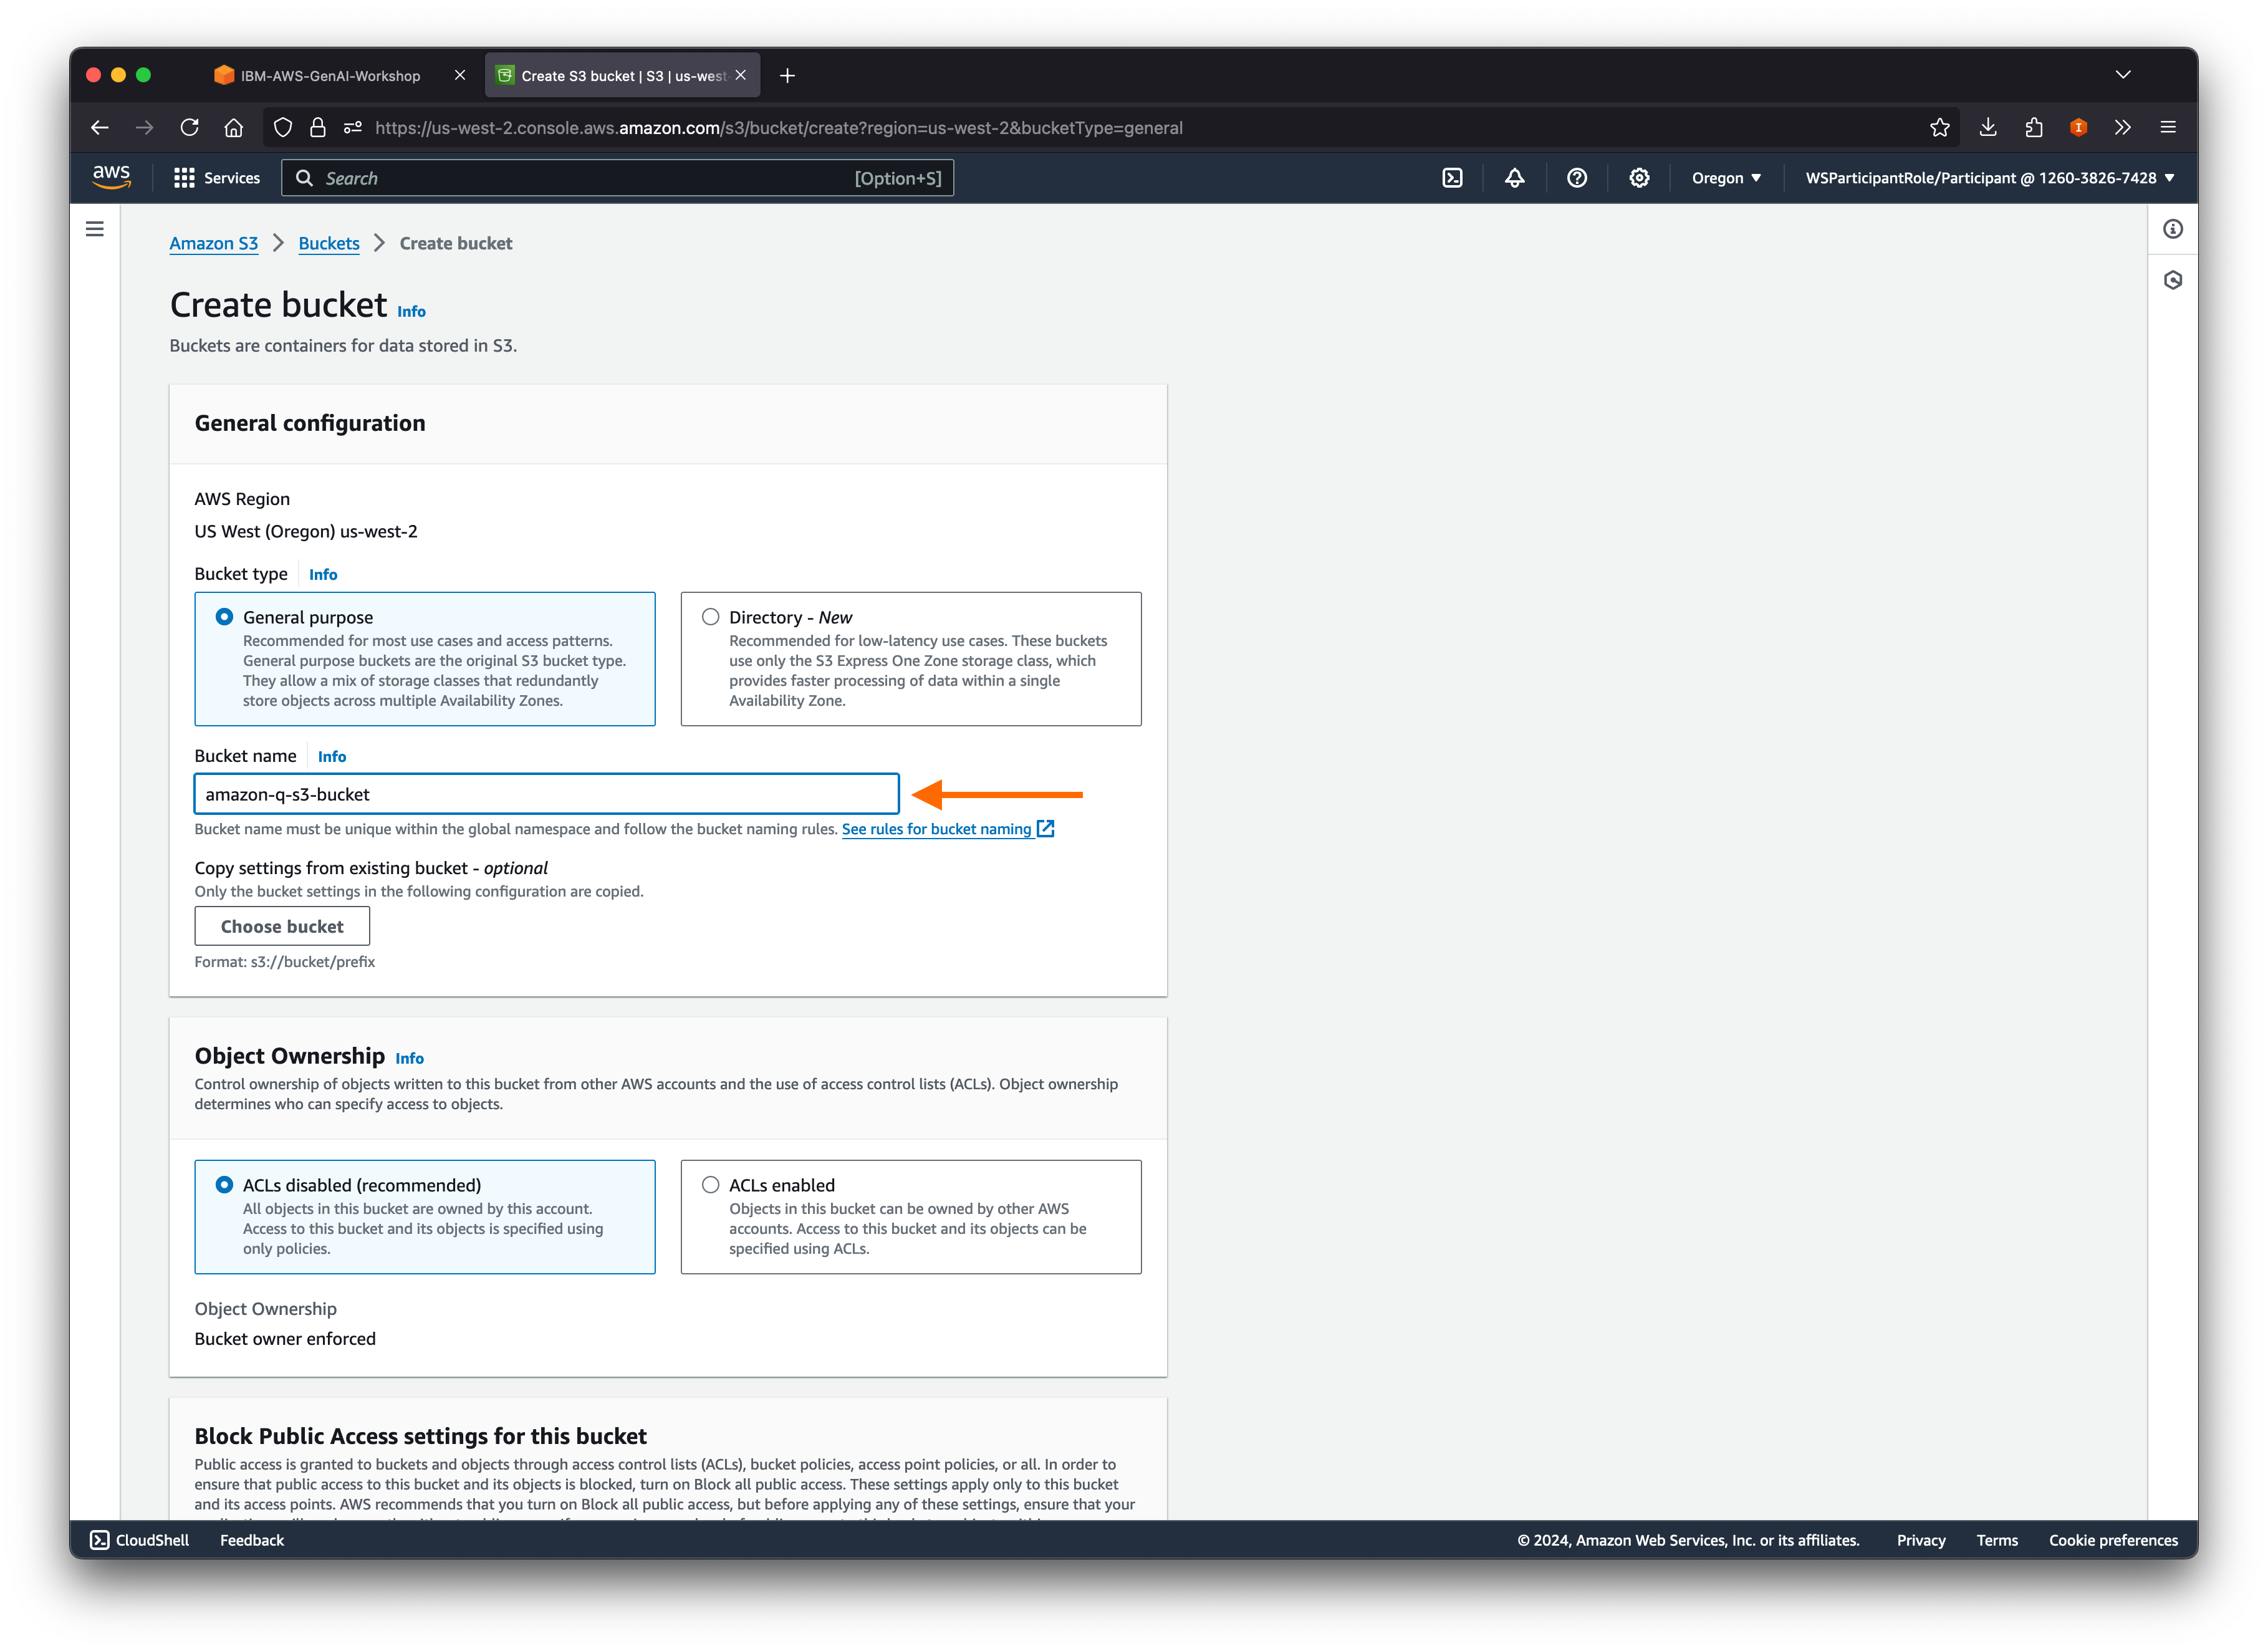 IBM-AWS-GenAI-Workshop
Create S3 bucket | S3 | us-west-
https://us-west-2.console.aws.amazon.com/s3/bucket/create?region=us-west-2&bucketType=general
aws
Services
Search
[Option+S]
Oregon
WSParticipantRole/Participant @ 1260-3826-7428
Amazon S3 > Buckets > Create bucket
Create bucket Info
Buckets are containers for data stored in S3.
General configuration
AWS Region
US West (Oregon) us-west-2
Bucket type Info
General purpose
Recommended for most use cases and access patterns.
General purpose buckets are the original S3 bucket type.
They allow a mix of storage classes that redundantly
store objects across multiple Availability Zones.
Directory - New
Recommended for low-latency use cases. These buckets
use only the S3 Express One Zone storage class, which
provides faster processing of data within a single
Availability Zone.
Bucket name Info
amazon-q-s3-bucket
Bucket name must be unique within the global namespace and follow the bucket naming rules. See rules for bucket naming
Copy settings from existing bucket - optional
Only the bucket settings in the following configuration are copied.
Choose bucket
Format: s3://bucket/prefix
Object Ownership Info
Control ownership of objects written to this bucket from other AWS accounts and the use of access control lists (ACLs). Object ownership
determines who can specify access to objects.
ACLs disabled (recommended)
All objects in this bucket are owned by this account.
Access to this bucket and its objects is specified using
only policies.
ACLs enabled
Objects in this bucket can be owned by other AWS
accounts. Access to this bucket and its objects can be
specified using ACLs.
Object Ownership
Bucket owner enforced
Block Public Access settings for this bucket
Public access is granted to buckets and objects through access control lists (ACLs), bucket policies, access point policies, or all. In order to
ensure that public access to this bucket and its objects is blocked, turn on Block all public access. These settings apply only to this bucket
and its access points. AWS recommends that you turn on Block all public access, but before applying any of these settings, ensure that your
CloudShell
Feedback
© 2024, Amazon Web Services, Inc. or its affiliates.
Privacy
Terms
Cookie preferences